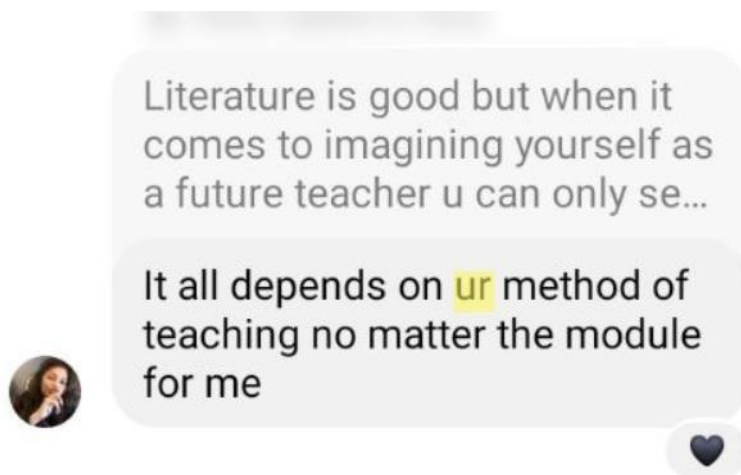 Literature is good but when it
comes to imagining yourself as
a future teacher u can only se...
It all depends on ur method of
teaching no matter the module
for me